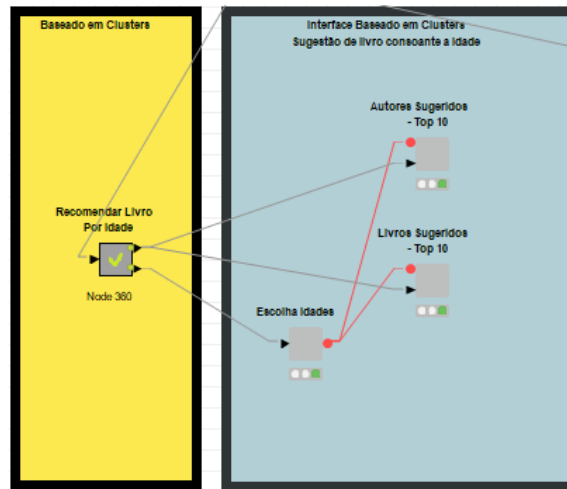 Baseado em Clusters
Interface Baseado em Clusters
Sugestão de livro consoante a idade
Autores Sugeridos
- Top 10
Recomendar Livro
Por Idade
Node 360
Livros Sugeridos
- Top 10
Escolha Idades